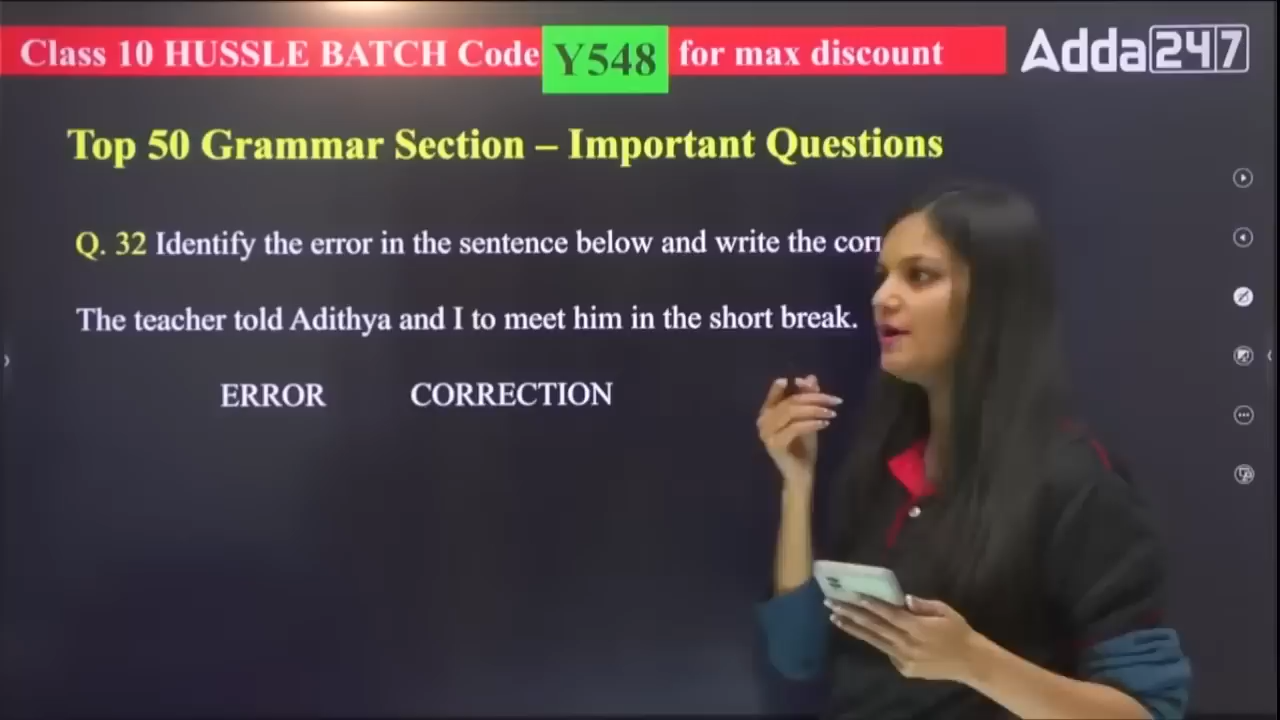 Class 10 HUSSLE BATCH Code Y548 for max discount
Adda247
Top 50 Grammar Section – Important Questions
Q. 32 Identify the error in the sentence below and write the
The teacher told Adithya and I to meet him in the short break.
ERROR CORRECTION